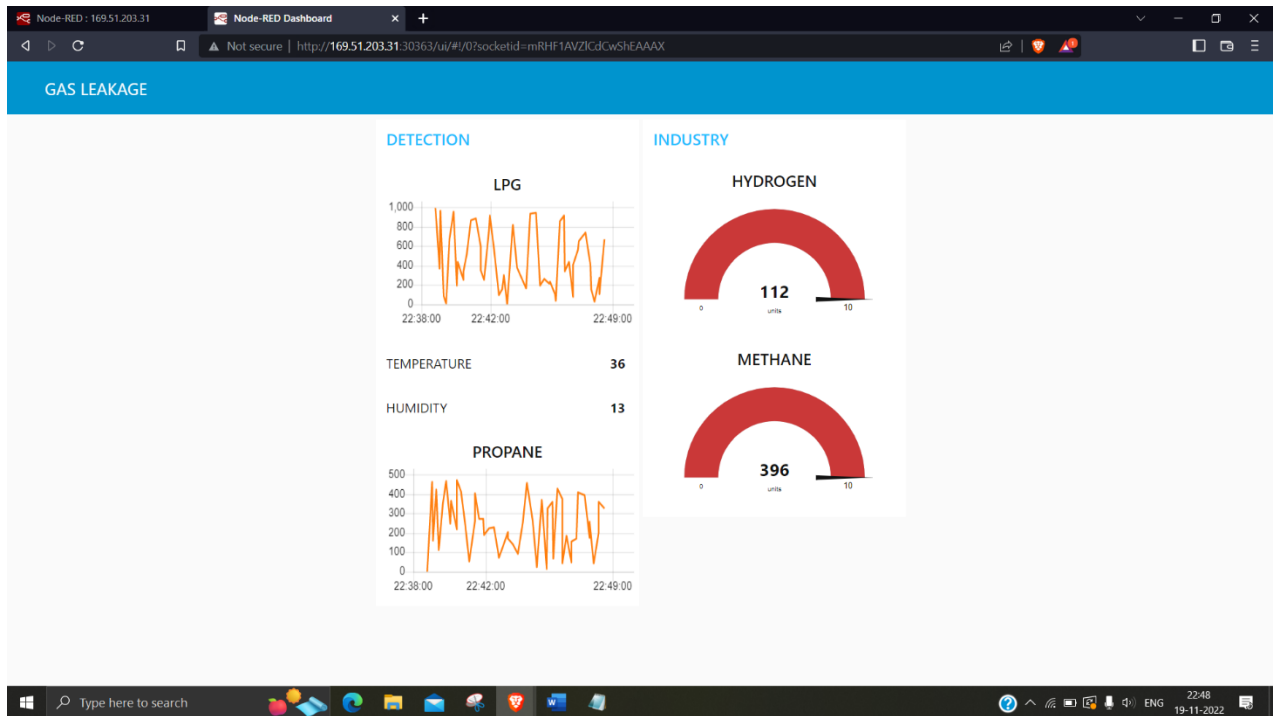 Node-RED : 169.51.203.31
Node-RED Dashboard
Not secure | http://169.51.203.31:30363/ui/#!/0?socketid=mRHF1AVZlCdCwShEAAAX
GAS LEAKAGE
DETECTION
LPG
1,000
800
600
400
200
0
22:38:00 22:42:00 22:49:00
TEMPERATURE 36
HUMIDITY 13
PROPANE
500
400
300
200
100
0
22:38:00 22:42:00 22:49:00
INDUSTRY
HYDROGEN
112
units
0 10
METHANE
396
units
0 10
Type here to search
ENG
22:48
19-11-2022